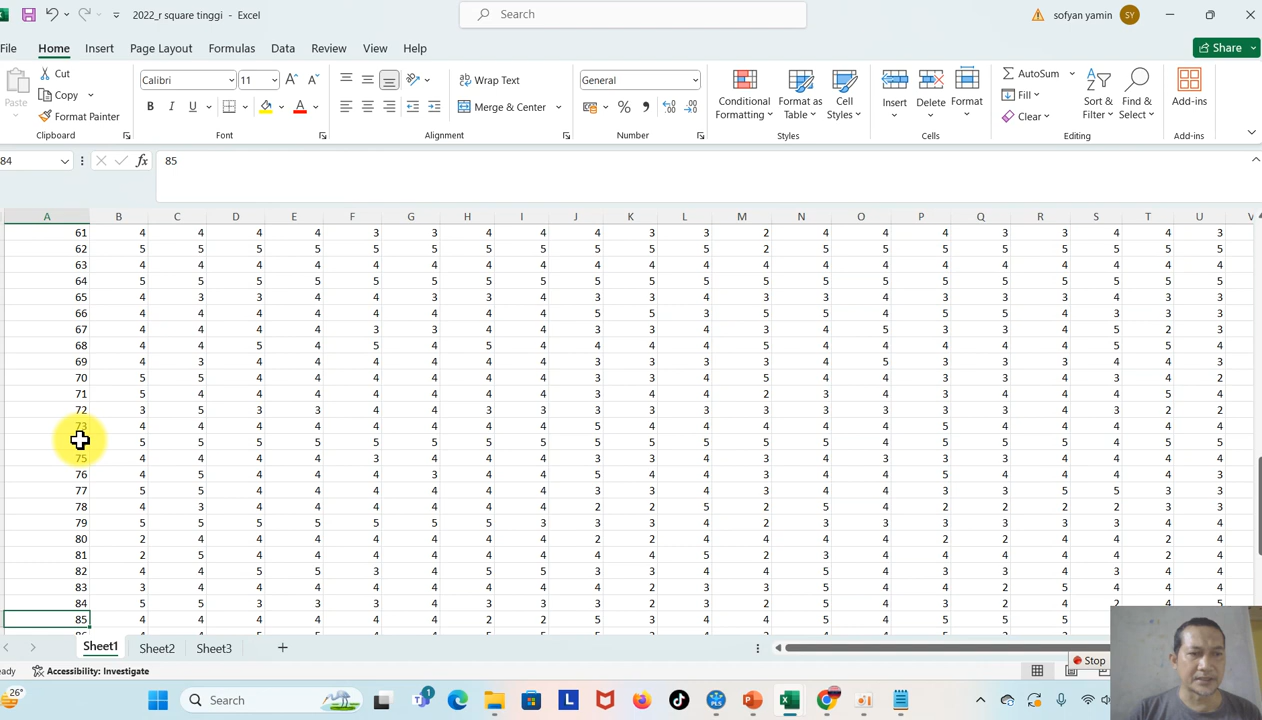 2022_r square tinggi - Excel
Search
sofyan yamin SY
File Home Insert Page Layout Formulas Data Review View Help Share
Paste Cut Copy Format Painter Clipboard
Calibri 11 B I U A Font
Wrap Text Merge & Center Alignment
General % Number
Conditional Formatting Format as Table Cell Styles Styles
Insert Delete Format Cells
AutoSum Fill Clear Sort & Filter Find & Select Editing
Add-ins Add-ins
84 fx 85
A B C D E F G H I J K L M N O P Q R S T U V
61 4 4 4 4 3 3 4 4 4 3 3 2 4 4 4 3 3 4 4 3
62 5 5 5 5 5 5 5 5 5 5 5 2 5 5 5 5 5 5 5 5
63 4 4 4 4 4 4 4 4 4 4 4 4 4 4 4 4 4 4 4 4
64 5 5 5 5 5 5 5 5 5 5 5 5 5 5 5 5 5 5 5 5
65 4 3 3 4 4 3 3 4 3 3 4 3 3 4 3 3 3 4 3 3
66 4 4 4 4 4 4 4 4 5 5 3 5 5 4 5 5 4 3 3 3
67 4 4 4 4 3 3 4 4 3 3 4 3 4 5 3 3 4 5 2 3
68 4 4 5 4 5 4 5 4 4 4 4 5 4 4 4 4 4 5 5 4
69 4 3 4 4 4 4 4 4 3 3 3 3 4 5 3 3 3 4 4 3
70 5 5 4 4 4 4 4 4 3 3 4 5 4 4 3 3 4 3 4 2
71 5 4 4 4 4 4 4 4 3 4 4 2 3 4 3 4 4 4 5 4
72 3 5 3 3 4 4 3 3 3 3 3 3 3 3 3 3 3 4 3 2 2
73 4 4 4 4 4 4 4 4 5 4 4 4 4 4 5 4 4 4 4 4
5 5 5 5 5 5 5 5 5 5 5 5 5 4 5 5 5 4 5 5
75 4 4 4 4 3 4 4 4 3 3 4 3 3 4 3 3 4 4 4 4
76 4 5 4 4 4 3 4 4 5 4 4 3 4 4 5 4 4 4 4 3
77 5 5 4 4 4 4 4 4 3 3 4 3 4 4 3 3 5 5 3 3
78 4 3 4 4 4 4 4 4 2 2 5 2 5 4 2 2 2 2 3 3
79 5 5 5 5 5 5 5 3 3 3 4 2 3 3 3 3 3 3 4 4
80 2 4 4 4 4 4 4 4 2 2 4 4 4 4 2 2 4 4 2 4
81 2 5 4 4 4 4 4 4 4 4 5 2 3 4 4 4 4 4 2 4
82 4 4 5 5 3 4 5 5 3 3 4 4 5 4 3 3 4 3 4 4
83 3 4 4 4 4 4 4 4 4 2 3 3 5 4 4 2 5 4 4 4
84 5 5 3 3 3 4 3 3 3 2 3 2 5 4 3 2 4 2 4 5
85 4 4 4 4 4 4 2 2 5 3 4 4 5 4 5 5 5
Sheet1 Sheet2 Sheet3
Accessibility: Investigate
Stop
26°
Search